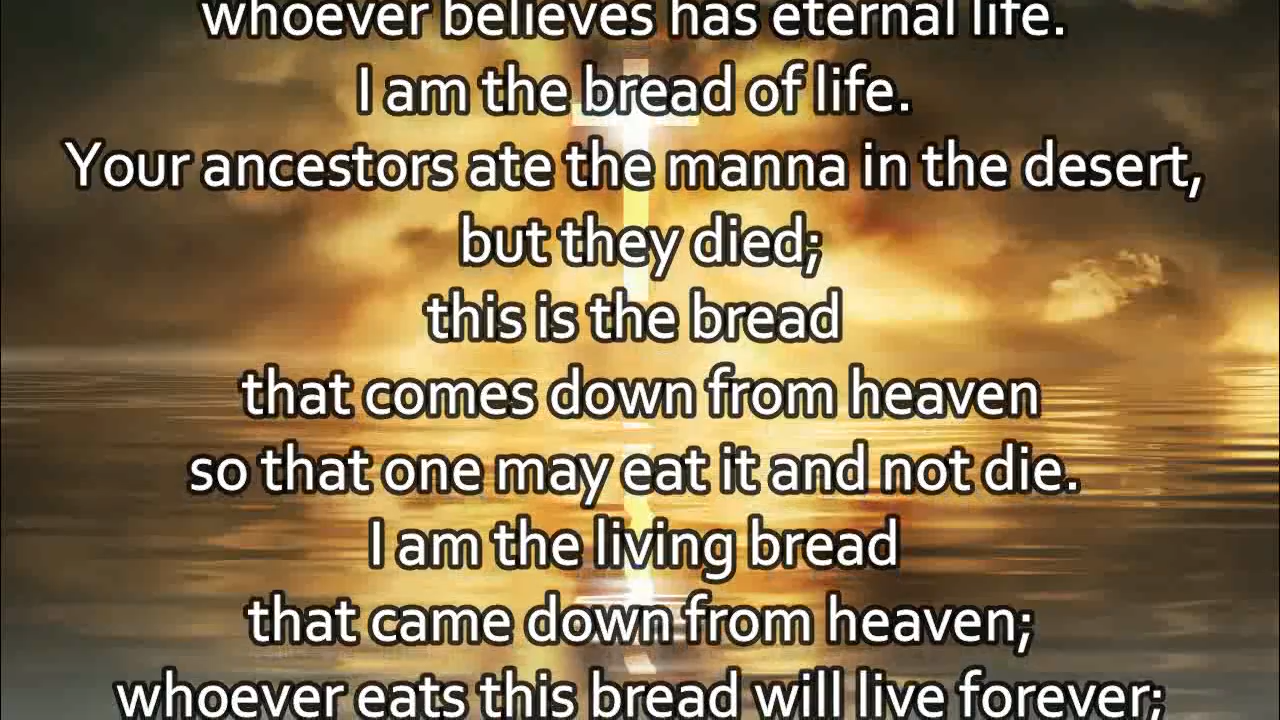 whoever believes has eternal life.
I am the bread of life.
Your ancestors ate the manna in the desert,
but they died;
this is the bread
that comes down from heaven
so that one may eat it and not die.
I am the living bread
that came down from heaven;
whoever eats this bread will live forever;